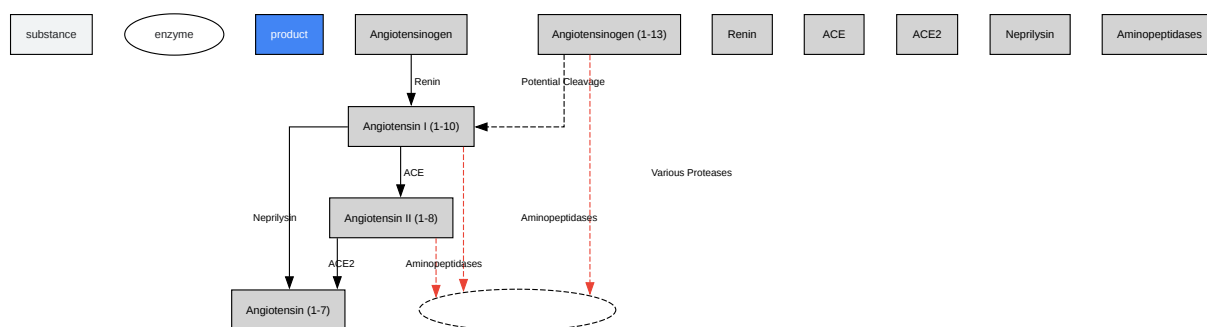 substance
enzyme
product
Angiotensinogen
Angiotensinogen (1-13)
Renin
ACE
ACE2
Neprilysin
Aminopeptidases
Renin
Potential Cleavage
Angiotensin I (1-10)
ACE
Various Proteases
Neprilysin
Angiotensin II (1-8)
Aminopeptidases
ACE2
Aminopeptidases
Angiotensin (1-7)